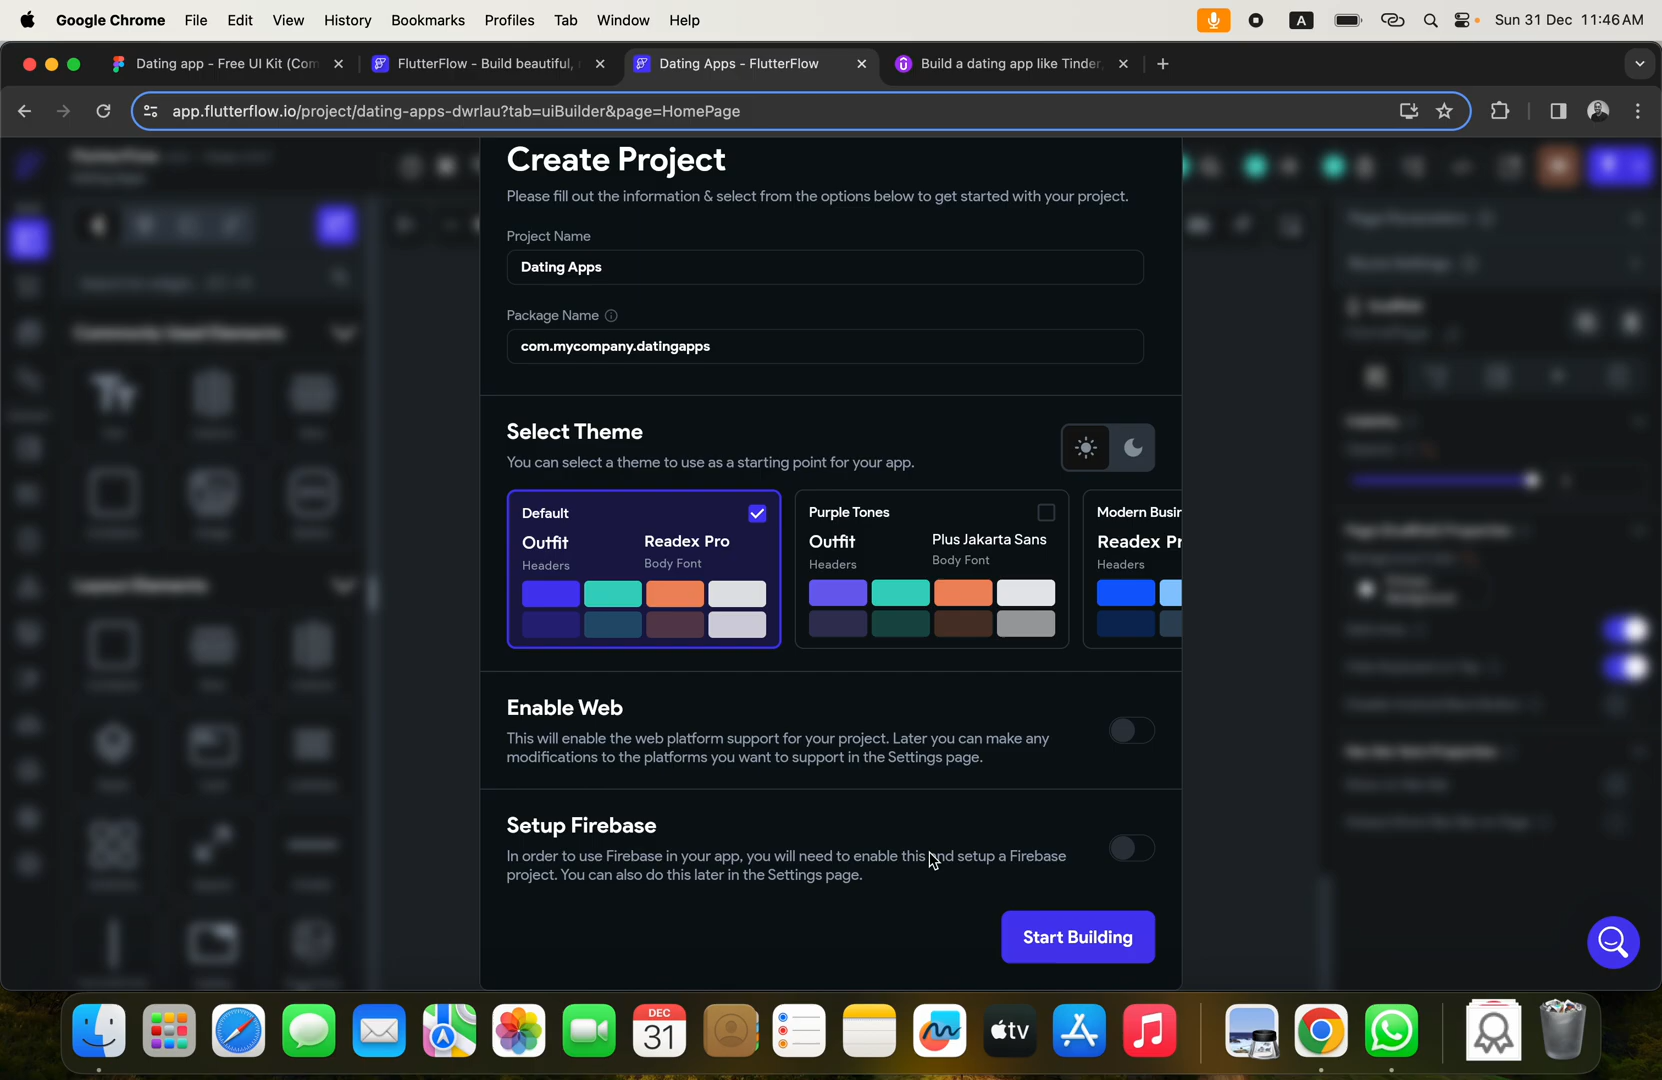 Google Chrome File Edit View History Bookmarks Profiles Tab Window Help
A Sun 31 Dec 11:46 AM
Dating app - Free UI Kit (Com
FlutterFlow - Build beautiful,
Dating Apps - FlutterFlow
Build a dating app like Tinder,
app.flutterflow.io/project/dating-apps-dwrlau?tab=uiBuilder&page=HomePage
Create Project
Please fill out the information & select from the options below to get started with your project.
Project Name
Dating Apps
Package Name
com.mycompany.datingapps
Select Theme
You can select a theme to use as a starting point for your app.
Default
Outfit Readex Pro
Headers Body Font
Purple Tones
Outfit Plus Jakarta Sans
Headers Body Font
Modern Busir
Readex Pr
Headers
Commonly Used Elements
Layout Elements
Enable Web
This will enable the web platform support for your project. Later you can make any
modifications to the platforms you want to support in the Settings page.
Setup Firebase
In order to use Firebase in your app, you will need to enable this and setup a Firebase
project. You can also do this later in the Settings page.
Start Building
DEC
31
tv